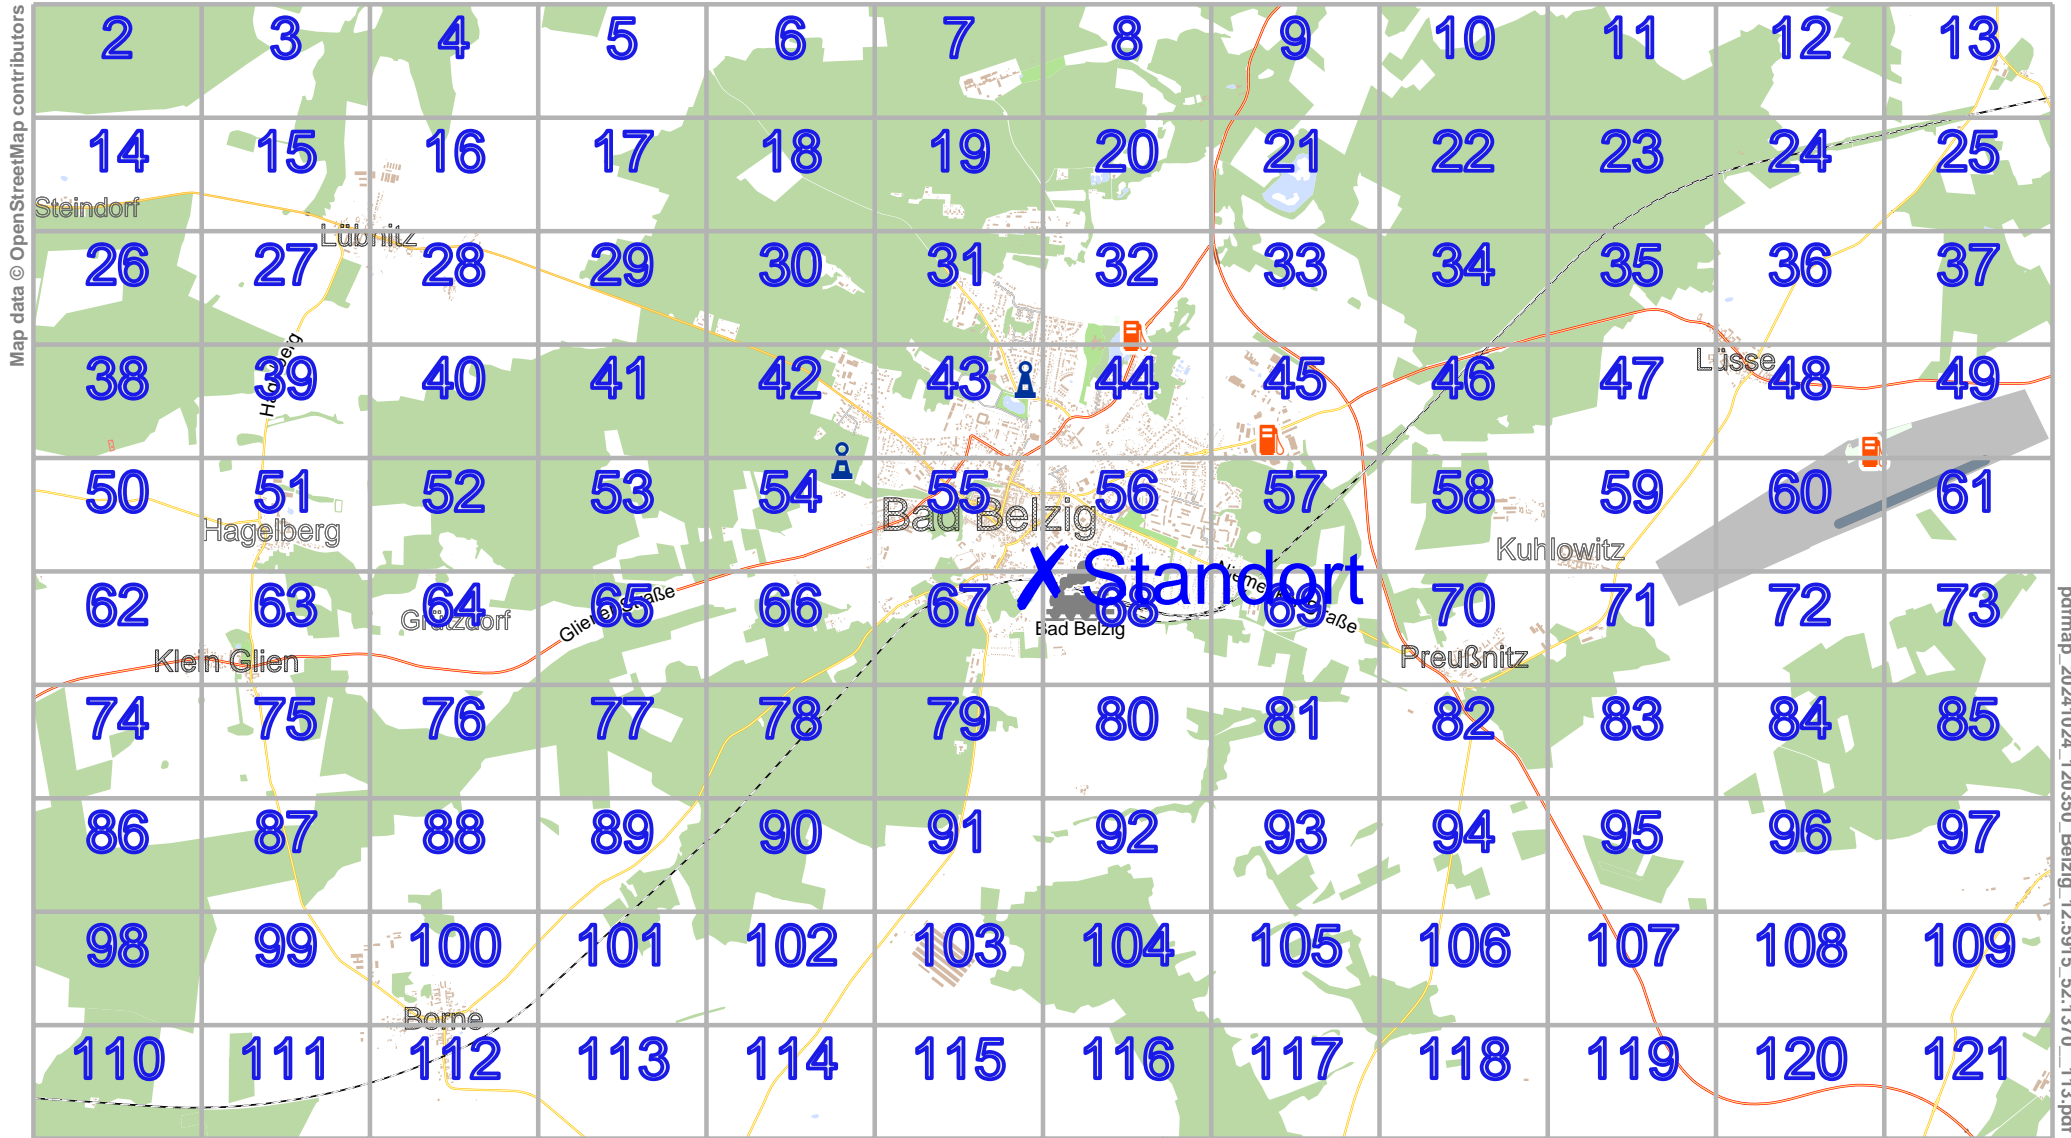 Map data © OpenStreetMap contributors
2 3 4 5 6 7 8 9 10 11 12 13
14 15 16 17 18 19 20 21 22 23 24 25
Steindorf
Lübnitz
26 27 28 29 30 31 32 33 34 35 36 37
Hagelberg
Lüsse
38 39 40 41 42 43 44 45 46 47 48 49
50 51 52 53 54 55 56 57 58 59 60 61
Bad Belzig
Hagelberg
Kuhlowitz
X Standort
62 63 64 65 66 67 68 69 70 71 72 73
Grützdorf
Gliener Straße
Niemegker Straße
Bad Belzig
Klein Glien
Preußnitz
74 75 76 77 78 79 80 81 82 83 84 85
86 87 88 89 90 91 92 93 94 95 96 97
98 99 100 101 102 103 104 105 106 107 108 109
Borne
110 111 112 113 114 115 116 117 118 119 120 121